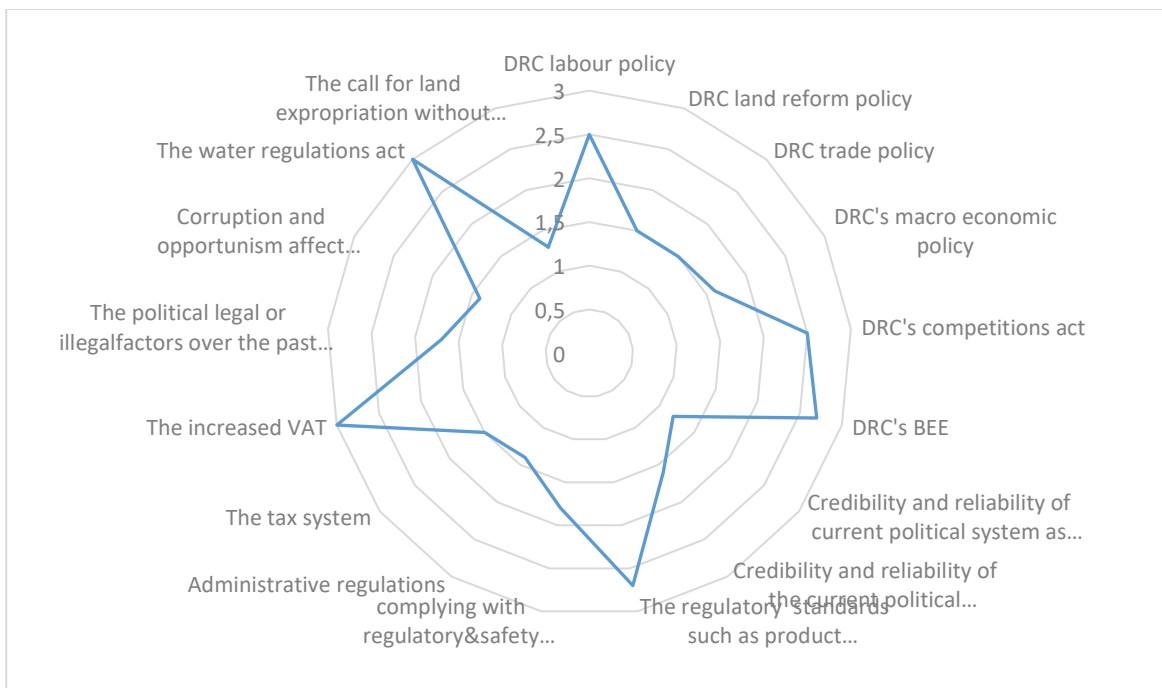 DRC labour policy
DRC land reform policy
DRC trade policy
DRC's macro economic
policy
DRC's competitions act
DRC's BEE
Credibility and reliability of
current political system as...
Credibility and reliability of
the current political...
The regulatory standards
such as product...
complying with
regulatory&safety...
Administrative regulations
The tax system
The increased VAT
The political legal or
illegalfactors over the past...
Corruption and
opportunism affect...
The water regulations act
The call for land
expropriation without...
3
2,5
2
1,5
1
0,5
0